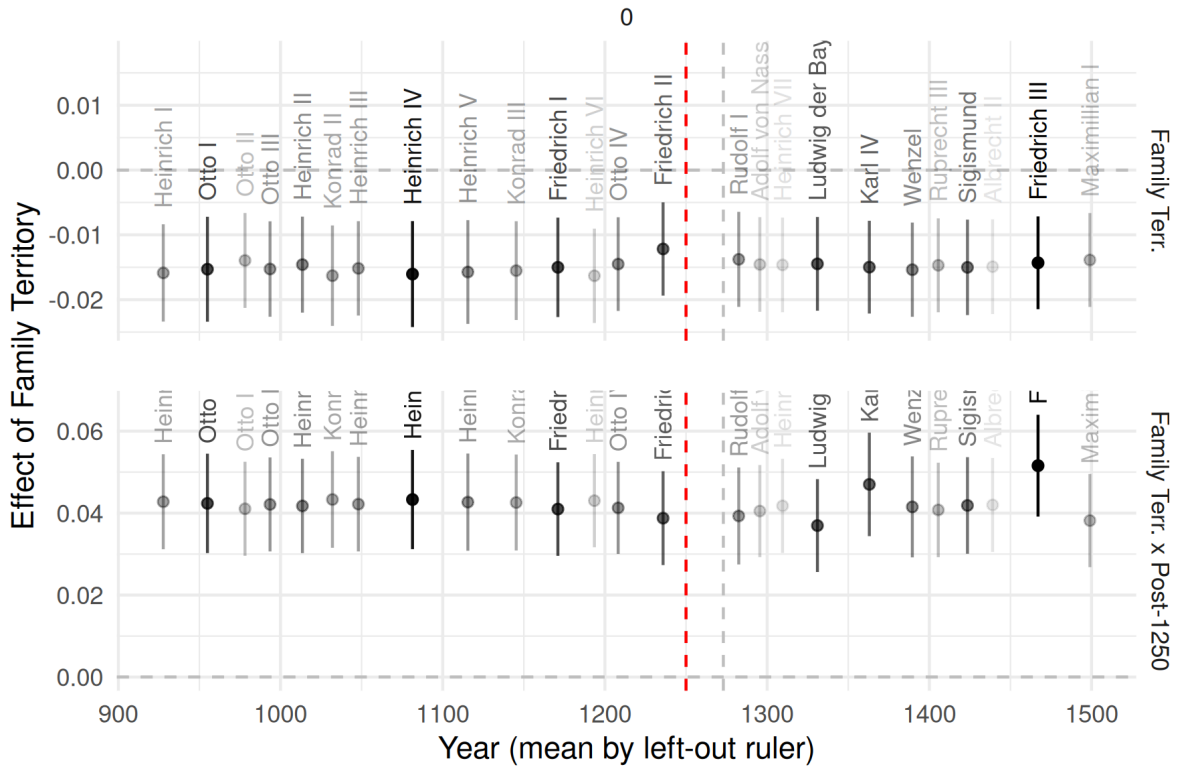 0
Effect of Family Territory
0.01
0.00
-0.01
-0.02
Heinrich I
Otto I
Otto II
Otto III
Heinrich II
Konrad II
Heinrich III
Heinrich IV
Heinrich V
Konrad III
Friedrich I
Heinrich VI
Otto IV
Friedrich II
Rudolf I
Adolf von Nass
Heinrich VII
Ludwig der Bay
Karl IV
Wenzel
Ruprecht III
Sigismund
Albrecht II
Friedrich III
Maximillian I
Family Terr.
0.06
0.04
0.02
0.00
Heinr
Otto
Otto I
Otto I
Heinr
Konr
Heinr
Hein
Hein
Konra
Friedr
Hein
Otto I
Friedric
Rudolf
Adolf
Heinr
Ludwig
Kar
Wenz
Rupre
Sigis
Albre
F
Maxim
Family Terr. x Post-1250
900
1000
1100
1200
1300
1400
1500
Year (mean by left-out ruler)